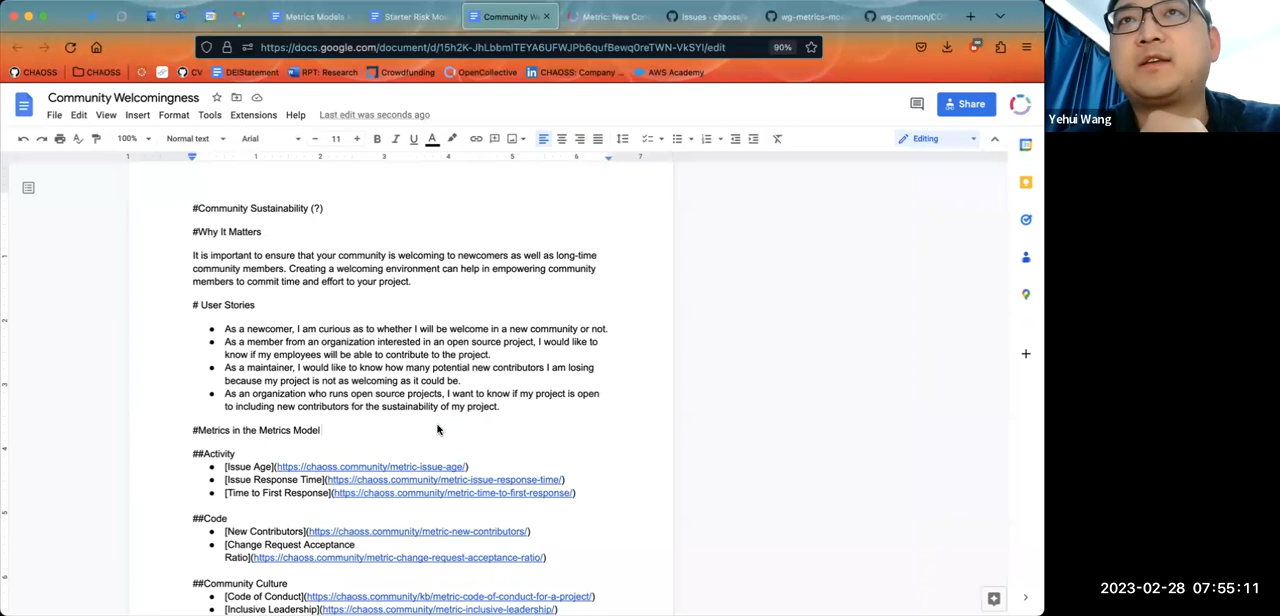 Metrics Models
Starter Risk Mo
Community We
Metric: New Co
Issues · chaoss/
wg-metrics-mo
wg-common/CO
https://docs.google.com/document/d/15h2K-JhLbbmlTEYA6UFWJPb6qufBewq0reTWN-VkSYI/edit
90%
CHAOSS
CHAOSS
CV
DEIStatement
RPT: Research
Crowdfunding
OpenCollective
CHAOSS: Company ...
AWS Academy
Community Welcomingness
File Edit View Insert Format Tools Extensions Help Last edit was seconds ago
Share
100% Normal text Arial 11 Editing
1 1 2 3 4 5 6 7
#Community Sustainability (?)
#Why It Matters
It is important to ensure that your community is welcoming to newcomers as well as long-time
community members. Creating a welcoming environment can help in empowering community
members to commit time and effort to your project.
# User Stories
As a newcomer, I am curious as to whether I will be welcome in a new community or not.
As a member from an organization interested in an open source project, I would like to
know if my employees will be able to contribute to the project.
As a maintainer, I would like to know how many potential new contributors I am losing
because my project is not as welcoming as it could be.
As an organization who runs open source projects, I want to know if my project is open
to including new contributors for the sustainability of my project.
#Metrics in the Metrics Model
##Activity
[Issue Age](https://chaoss.community/metric-issue-age/)
[Issue Response Time](https://chaoss.community/metric-issue-response-time/)
[Time to First Response](https://chaoss.community/metric-time-to-first-response/)
##Code
[New Contributors](https://chaoss.community/metric-new-contributors/)
[Change Request Acceptance
Ratio](https://chaoss.community/metric-change-request-acceptance-ratio/)
##Community Culture
[Code of Conduct](https://chaoss.community/kb/metric-code-of-conduct-for-a-project/)
[Inclusive Leadership](https://chaoss.community/metric-inclusive-leadership/)
Yehui Wang
2023-02-28 07:55:11